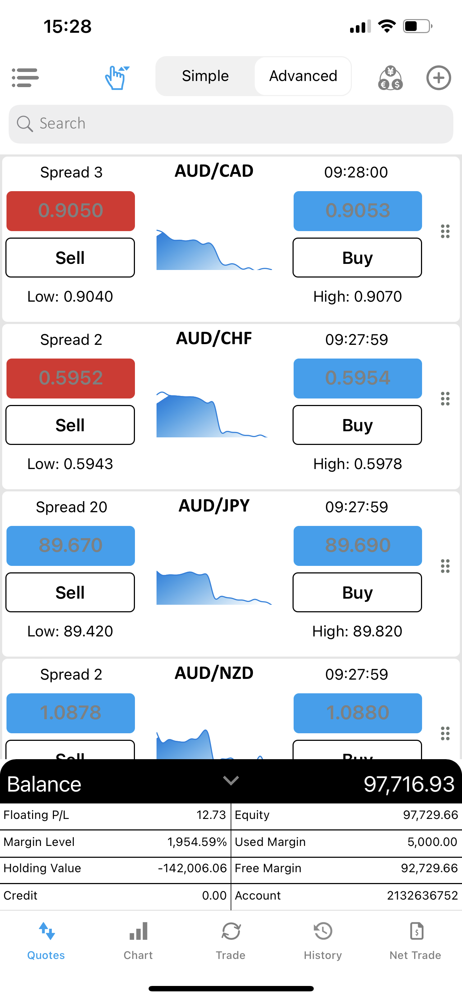 15:28
Simple Advanced
Search
Spread 3 AUD/CAD 09:28:00
0.9050 0.9053
Sell Buy
Low: 0.9040 High: 0.9070
Spread 2 AUD/CHF 09:27:59
0.5952 0.5954
Sell Buy
Low: 0.5943 High: 0.5978
Spread 20 AUD/JPY 09:27:59
89.670 89.690
Sell Buy
Low: 89.420 High: 89.820
Spread 2 AUD/NZD 09:27:59
1.0878 1.0880
Sell Buy
Balance 97,716.93
Floating P/L 12.73 Equity 97,729.66
Margin Level 1,954.59% Used Margin 5,000.00
Holding Value -142,006.06 Free Margin 92,729.66
Credit 0.00 Account 2132636752
Quotes Chart Trade History Net Trade